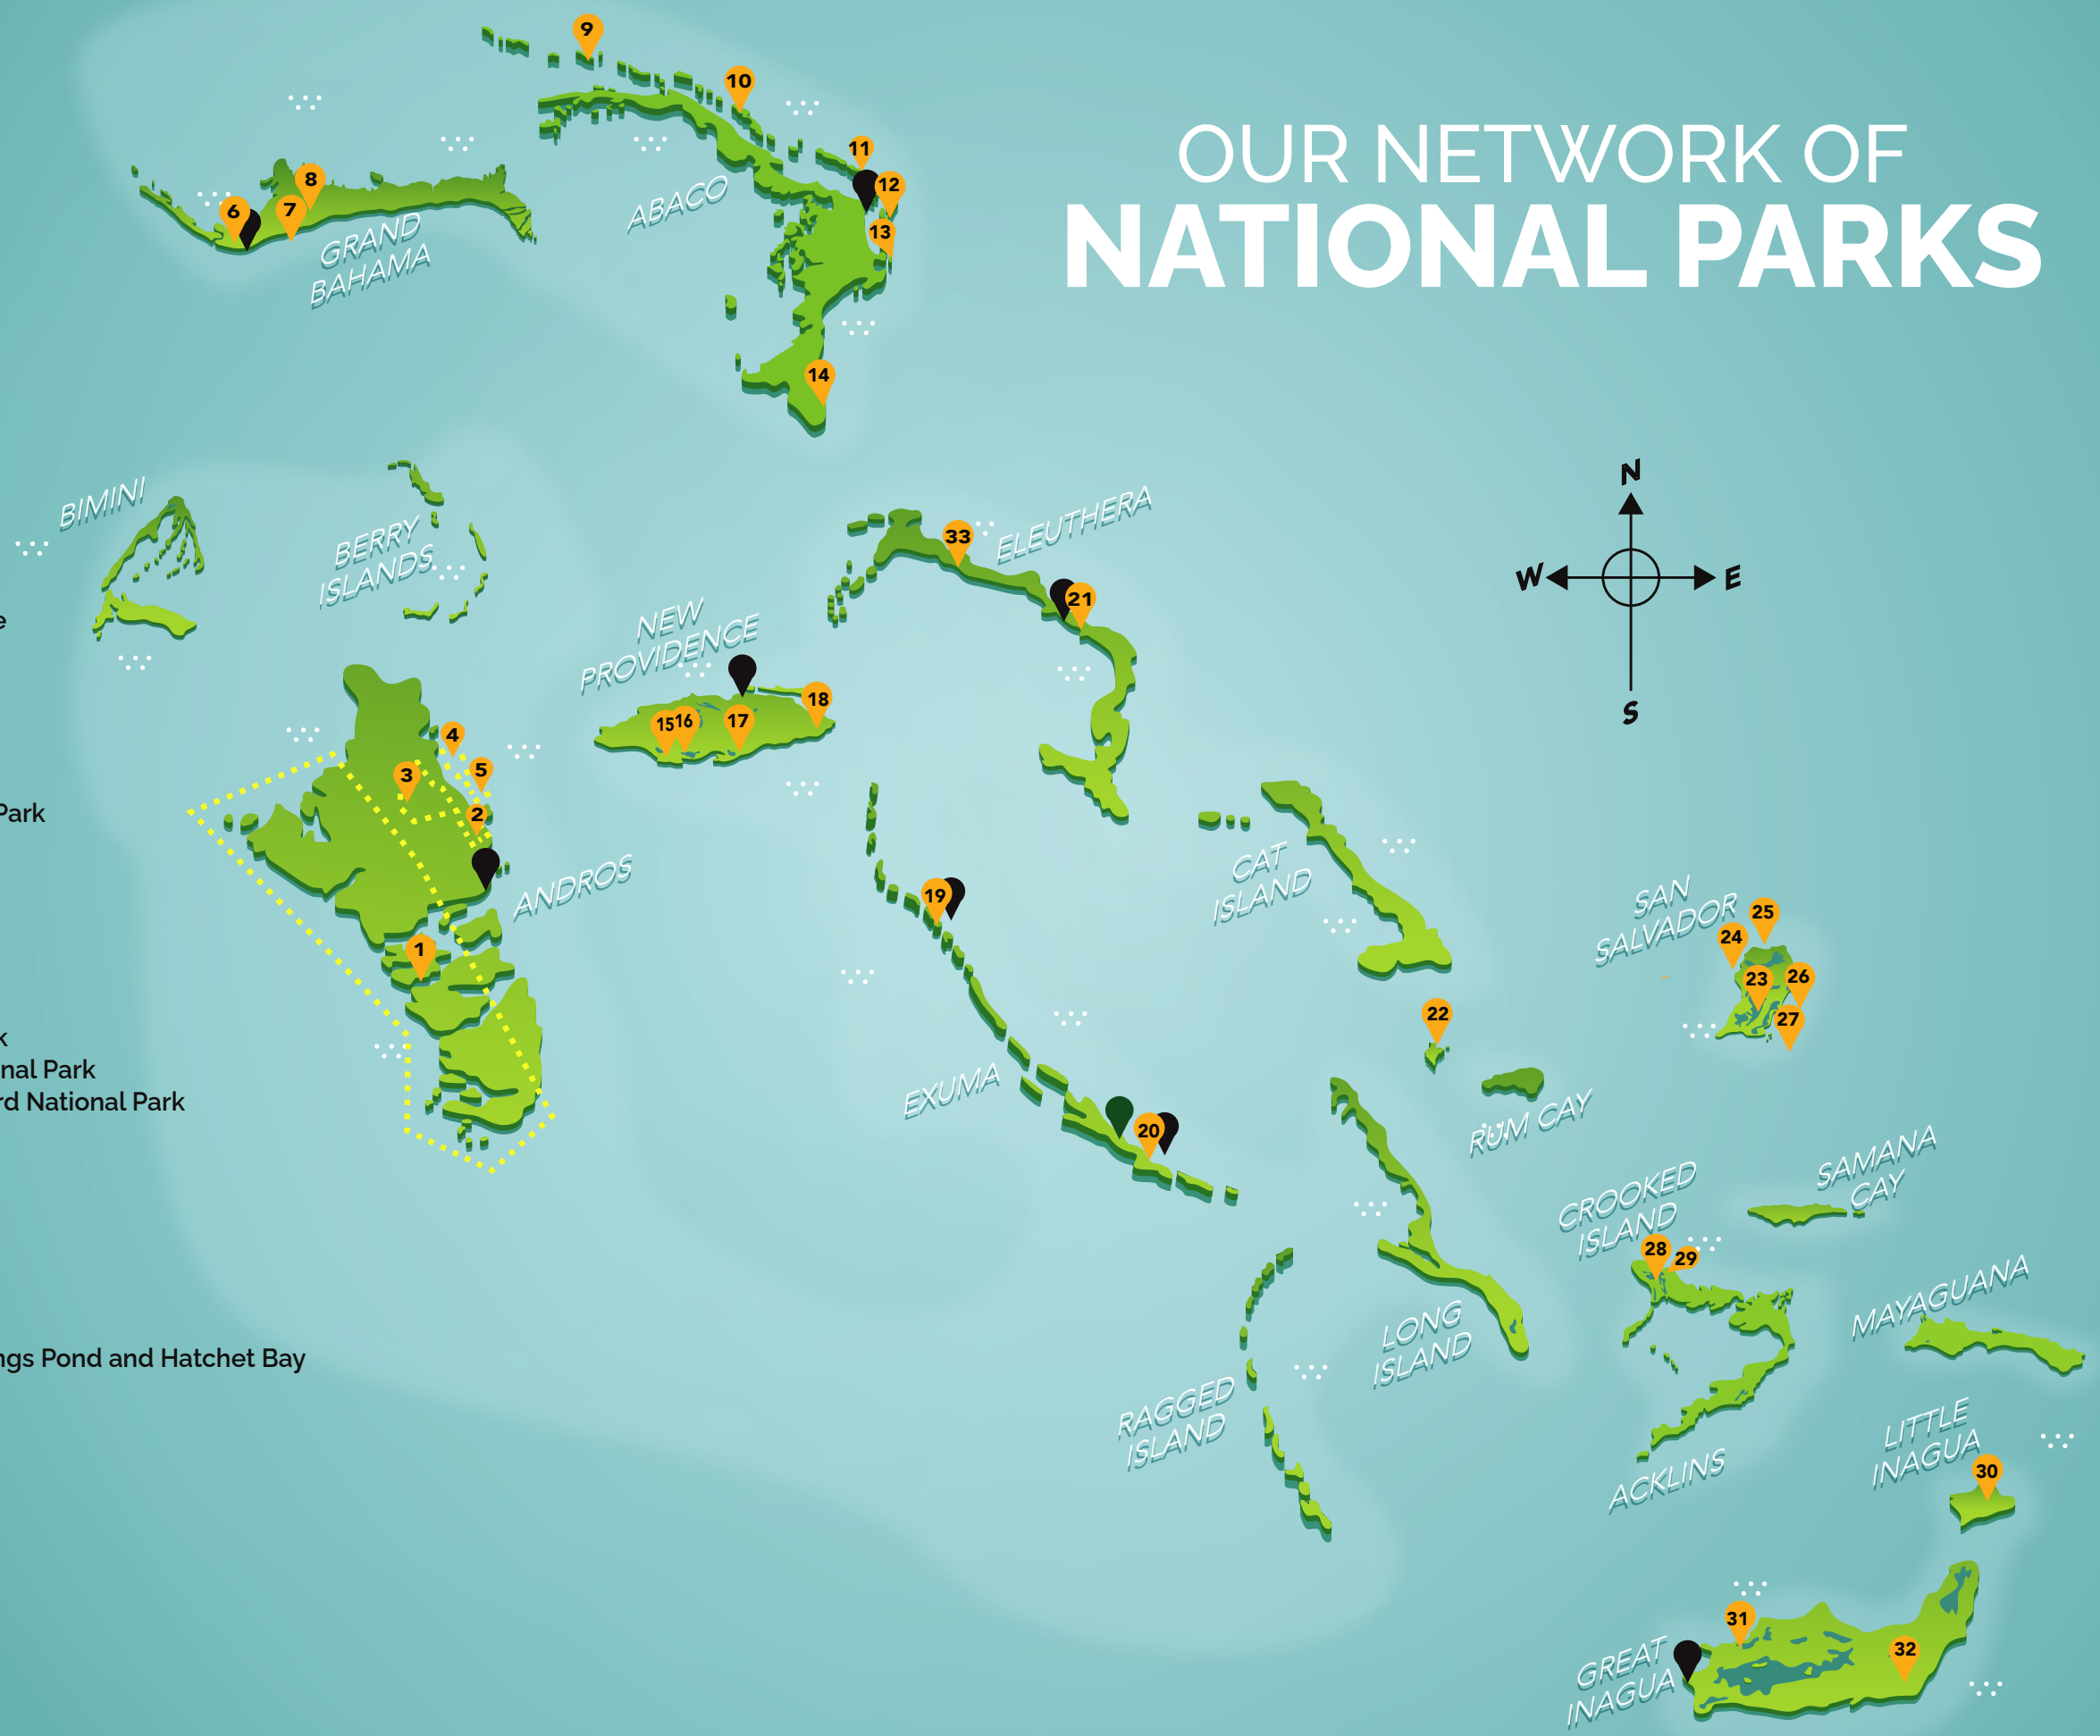 OUR NETWORK OF
NATIONAL PARKS
9
10
11
12
13
14
ABACO
6
7
8
GRAND
BAHAMA
BIMINI
BERRY
ISLANDS
NEW
PROVIDENCE
15
16
17
18
33
ELEUTHERA
21
N
W
E
S
4
3
5
2
1
ANDROS
19
EXUMA
20
CAT
ISLAND
22
RUM CAY
SAN
SALVADOR
25
24
23
26
27
SAMANA
CAY
CROOKED
ISLAND
28
29
MAYAGUANA
LONG
ISLAND
RAGGED
ISLAND
ACKLINS
LITTLE
INAGUA
30
31
32
GREAT
INAGUA
e
Park
k
nal Park
rd National Park
ngs Pond and Hatchet Bay